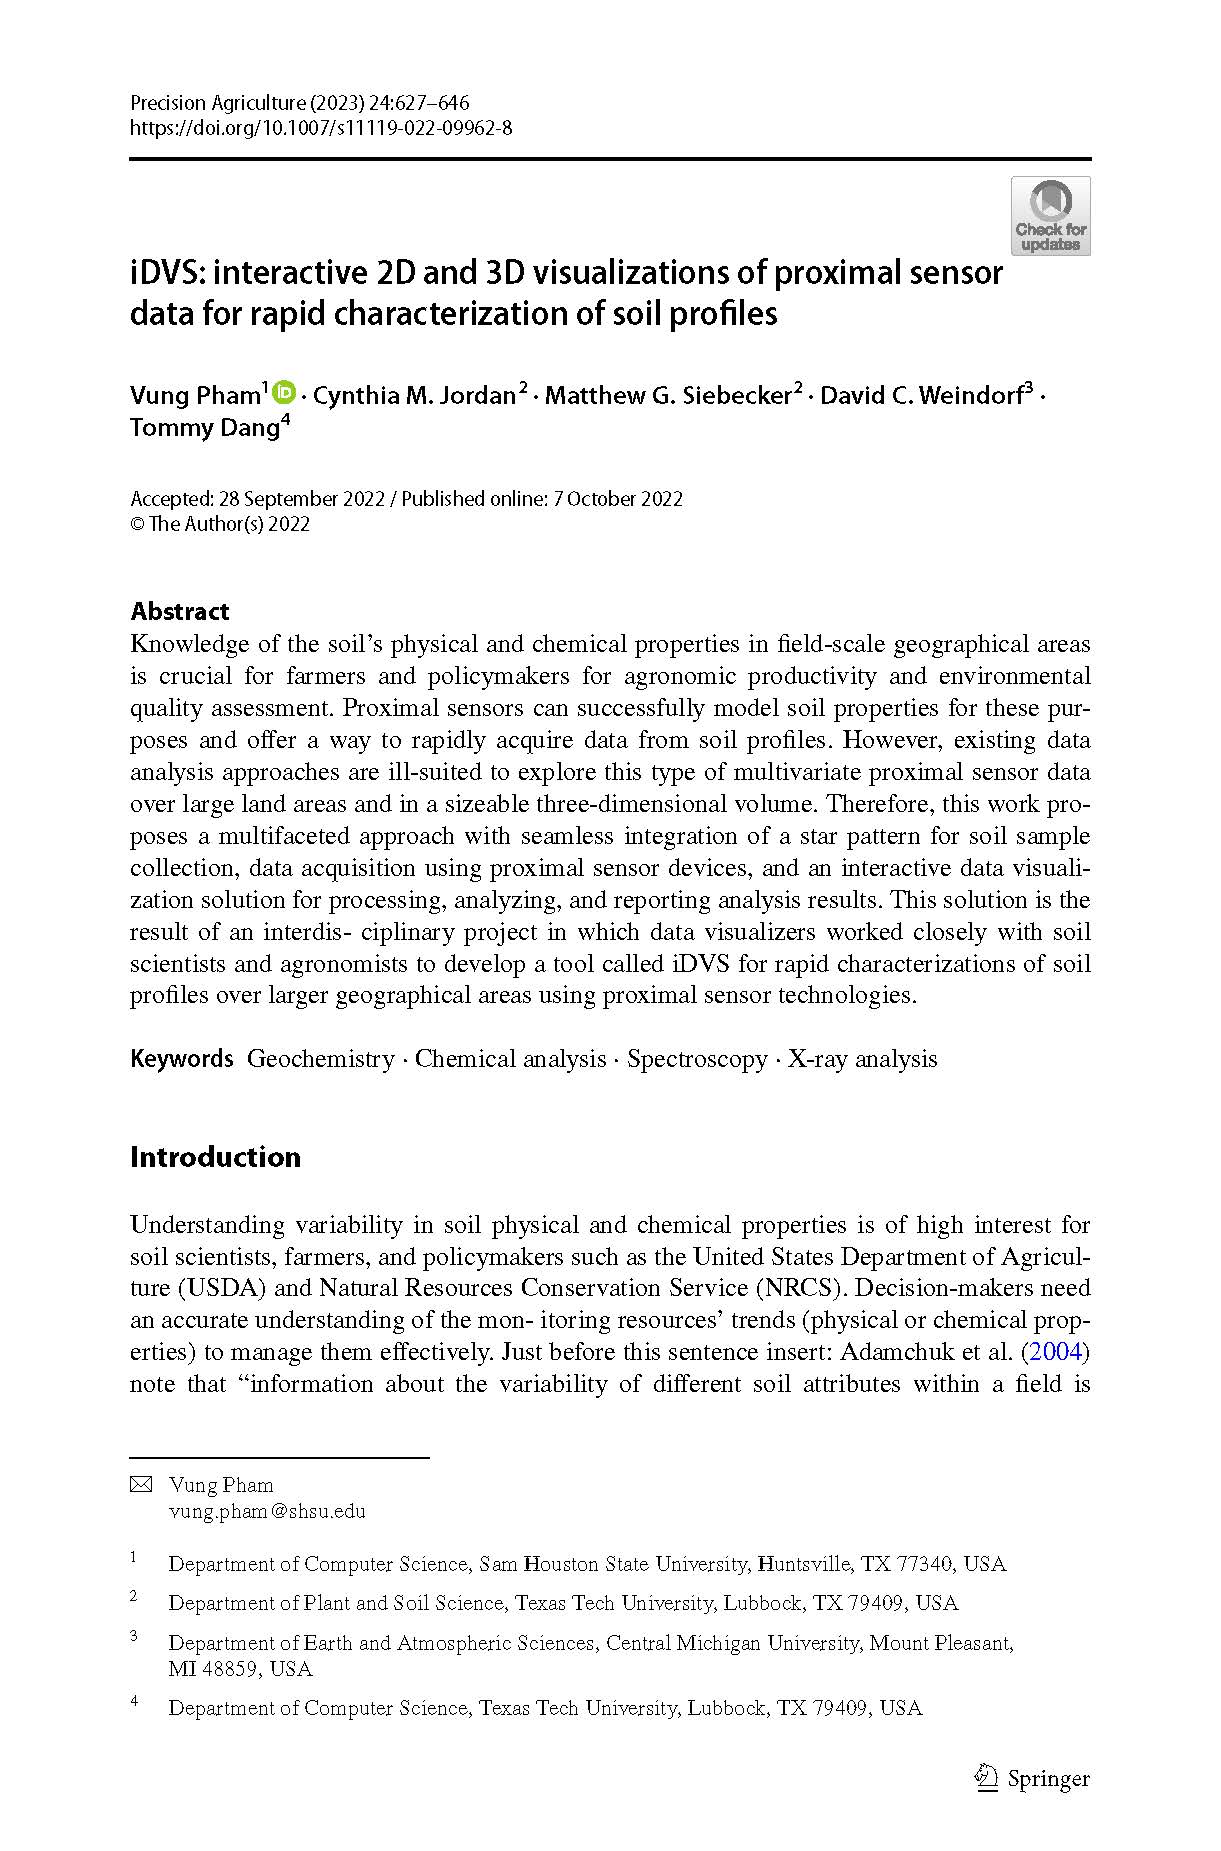 Precision Agriculture (2023) 24:627–646
https://doi.org/10.1007/s11119-022-09962-8
Check for
updates
iDVS: interactive 2D and 3D visualizations of proximal sensor
data for rapid characterization of soil profiles
Vung Pham1 iD · Cynthia M. Jordan2 · Matthew G. Siebecker2 · David C. Weindorf3 ·
Tommy Dang4
Accepted: 28 September 2022 / Published online: 7 October 2022
© The Author(s) 2022
Abstract
Knowledge of the soil’s physical and chemical properties in field-scale geographical areas
is crucial for farmers and policymakers for agronomic productivity and environmental
quality assessment. Proximal sensors can successfully model soil properties for these pur-
poses and offer a way to rapidly acquire data from soil profiles. However, existing data
analysis approaches are ill-suited to explore this type of multivariate proximal sensor data
over large land areas and in a sizeable three-dimensional volume. Therefore, this work pro-
poses a multifaceted approach with seamless integration of a star pattern for soil sample
collection, data acquisition using proximal sensor devices, and an interactive data visuali-
zation solution for processing, analyzing, and reporting analysis results. This solution is the
result of an interdis- ciplinary project in which data visualizers worked closely with soil
scientists and agronomists to develop a tool called iDVS for rapid characterizations of soil
profiles over larger geographical areas using proximal sensor technologies.
Keywords Geochemistry · Chemical analysis · Spectroscopy · X-ray analysis
Introduction
Understanding variability in soil physical and chemical properties is of high interest for
soil scientists, farmers, and policymakers such as the United States Department of Agricul-
ture (USDA) and Natural Resources Conservation Service (NRCS). Decision-makers need
an accurate understanding of the mon- itoring resources’ trends (physical or chemical prop-
erties) to manage them effectively. Just before this sentence insert: Adamchuk et al. (2004)
note that “information about the variability of different soil attributes within a field is
Vung Pham
vung.pham@shsu.edu
1 Department of Computer Science, Sam Houston State University, Huntsville, TX 77340, USA
2 Department of Plant and Soil Science, Texas Tech University, Lubbock, TX 79409, USA
3 Department of Earth and Atmospheric Sciences, Central Michigan University, Mount Pleasant,
MI 48859, USA
4 Department of Computer Science, Texas Tech University, Lubbock, TX 79409, USA
Springer